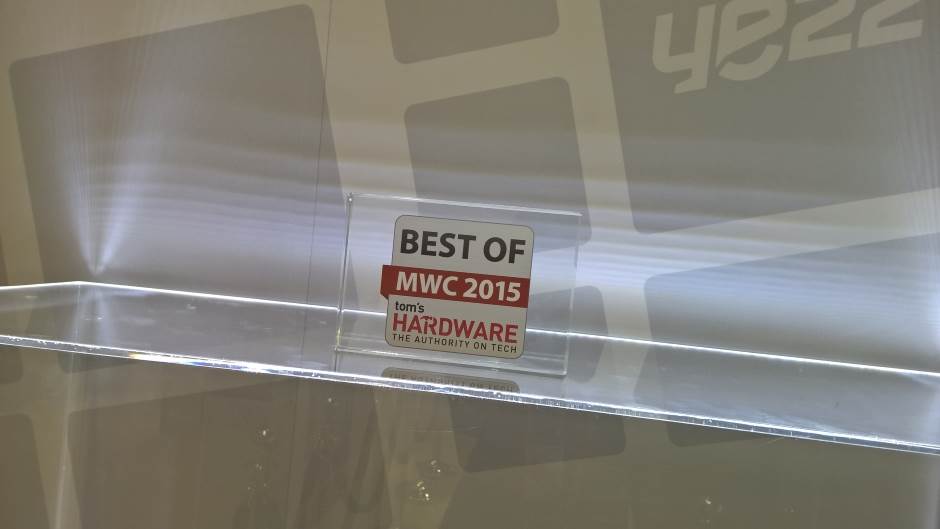 yezz
BEST OF
MWC 2015
tom's
HARDWARE
THE AUTHORITY ON TECH